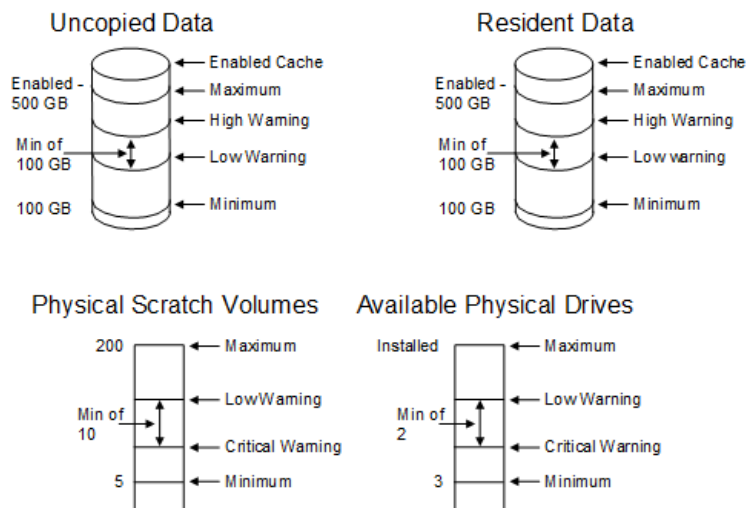 Uncopied Data
Enabled Cache
Enabled -
500 GB
Maximum
High Warning
Min of
100 GB
Low Warning
100 GB
Minimum
Resident Data
Enabled Cache
Enabled -
500 GB
Maximum
High Warning
Min of
100 GB
Low warning
100 GB
Minimum
Physical Scratch Volumes
200
Maximum
Low Warning
Min of
10
Critical Warning
5
Minimum
Available Physical Drives
Installed
Maximum
Low Warning
Min of
2
Critical Warning
3
Minimum